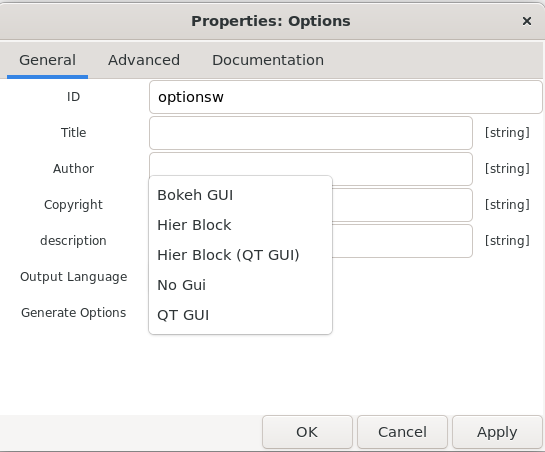 Properties: Options ×
General Advanced Documentation
ID optionsw
Title [string]
Author [string]
Copyright [string]
description [string]
Output Language
Generate Options
Bokeh GUI
Hier Block
Hier Block (QT GUI)
No Gui
QT GUI
OK Cancel Apply